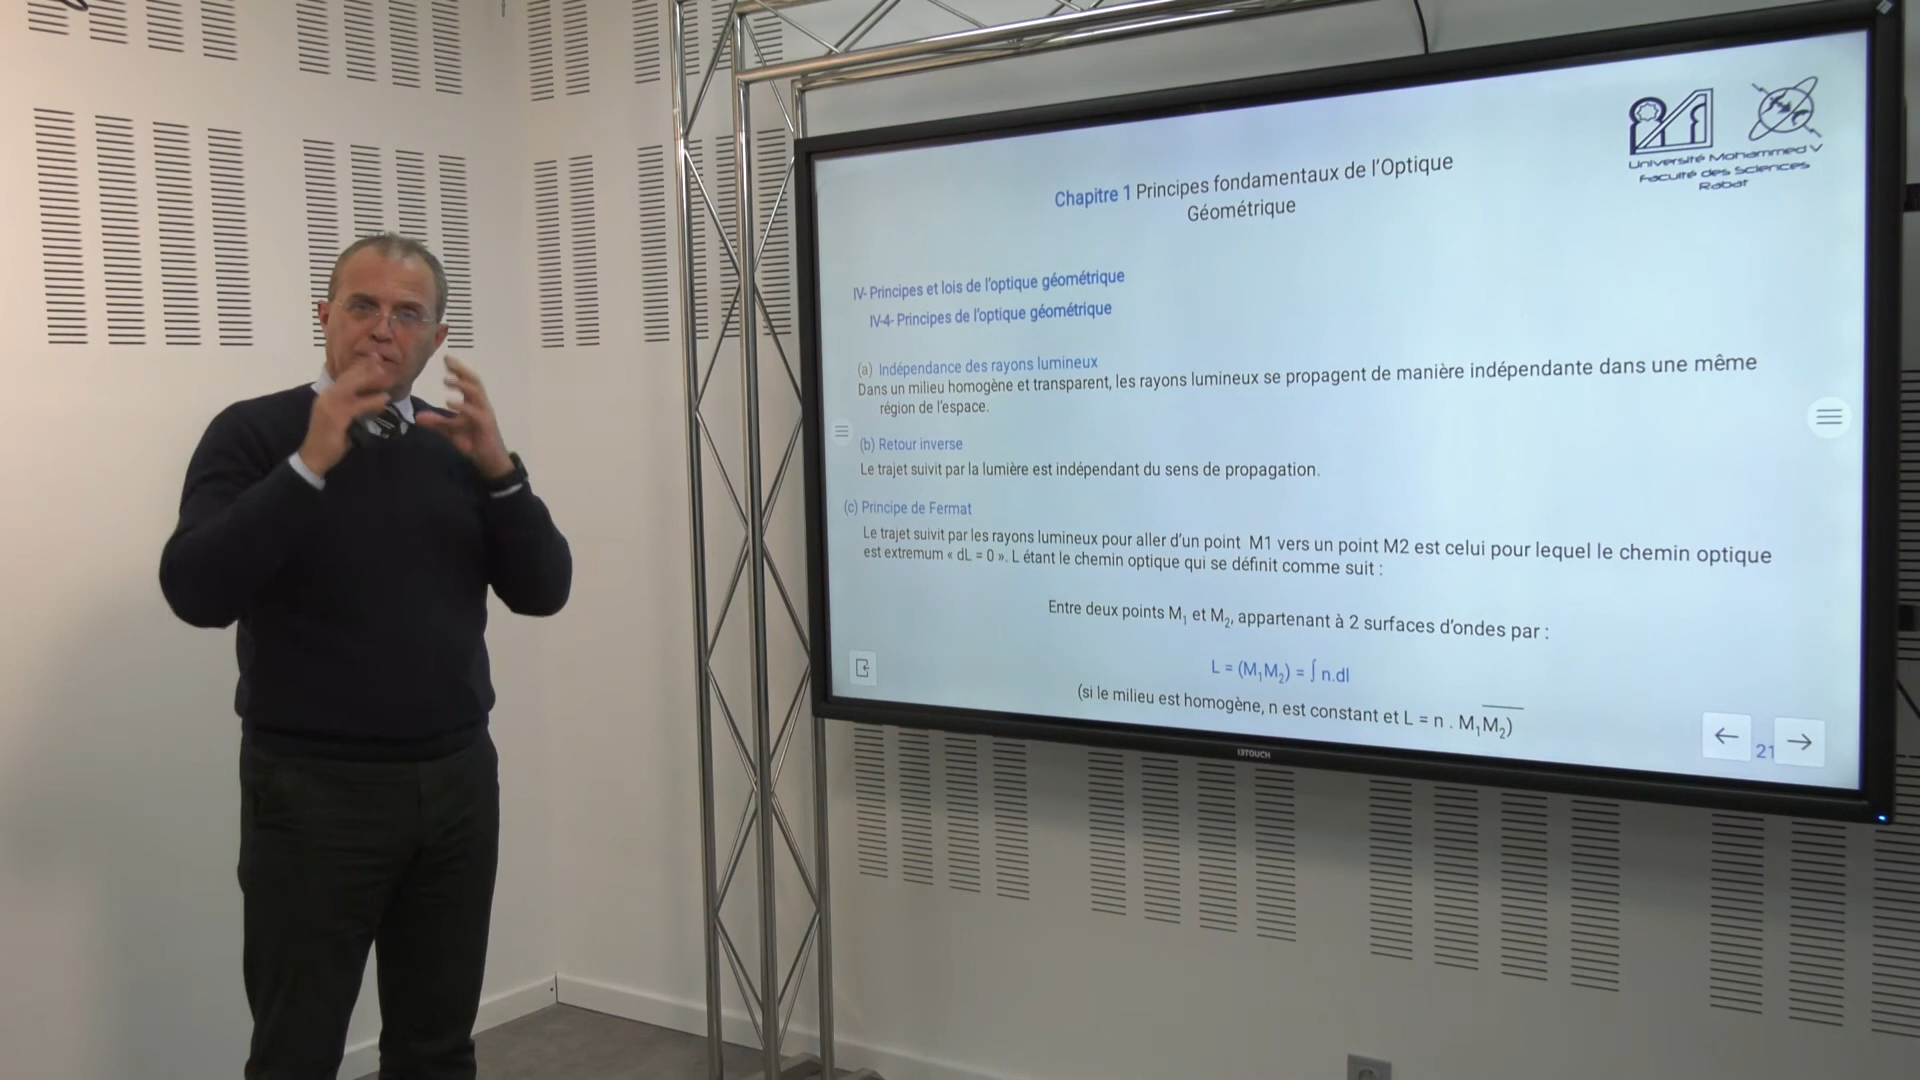 Université Mohammed V
Faculté des Sciences
Rabat
Chapitre 1 Principes fondamentaux de l'Optique
Géométrique
IV- Principes et lois de l'optique géométrique
IV-4- Principes de l'optique géométrique
(a) Indépendance des rayons lumineux
Dans un milieu homogène et transparent, les rayons lumineux se propagent de manière indépendante dans une même
région de l'espace.
(b) Retour inverse
Le trajet suivit par la lumière est indépendant du sens de propagation.
(c) Principe de Fermat
Le trajet suivit par les rayons lumineux pour aller d'un point M1 vers un point M2 est celui pour lequel le chemin optique
est extremum « dL = 0 ». L étant le chemin optique qui se définit comme suit :
Entre deux points M₁ et M₂, appartenant à 2 surfaces d'ondes par :
L = (M₁M₂) = ∫ n.dl
(si le milieu est homogène, n est constant et L = n . M₁M₂)
21
i3TOUCH